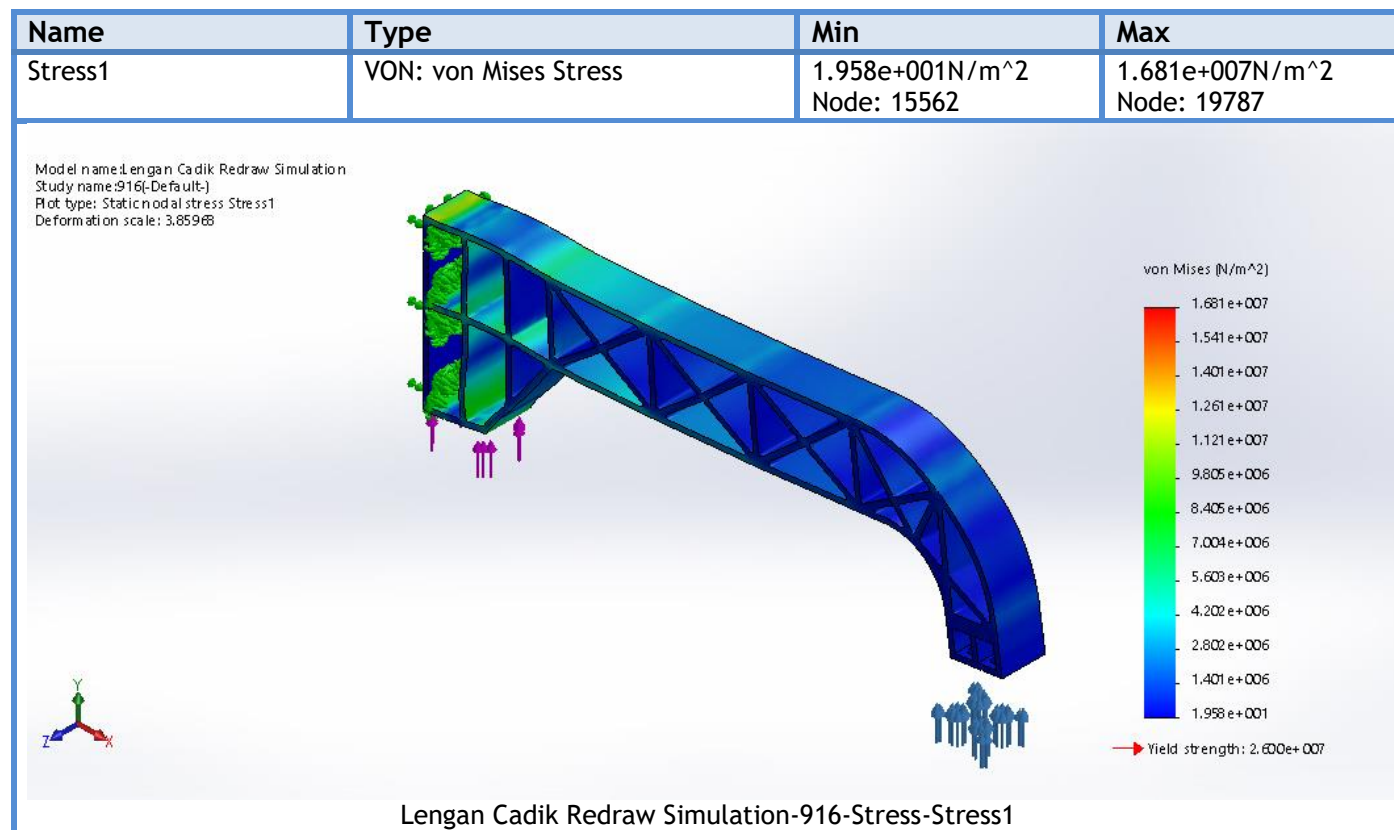 Name Type Min Max
Stress1 VON: von Mises Stress 1.958e+001N/m^2 1.681e+007N/m^2
Node: 15562 Node: 19787
Model name:Lengan Cadik Redraw Simulation
Study name:916(-Default-)
Plot type: Static nodal stress Stress1
Deformation scale: 3.85968
von Mises (N/m^2)
1.681e+007
1.541e+007
1.401e+007
1.261e+007
1.121e+007
9.805e+006
8.405e+006
7.004e+006
5.603e+006
4.202e+006
2.802e+006
1.401e+006
1.958e+001
Yield strength: 2.600e+007
Y
Z X
Lengan Cadik Redraw Simulation-916-Stress-Stress1